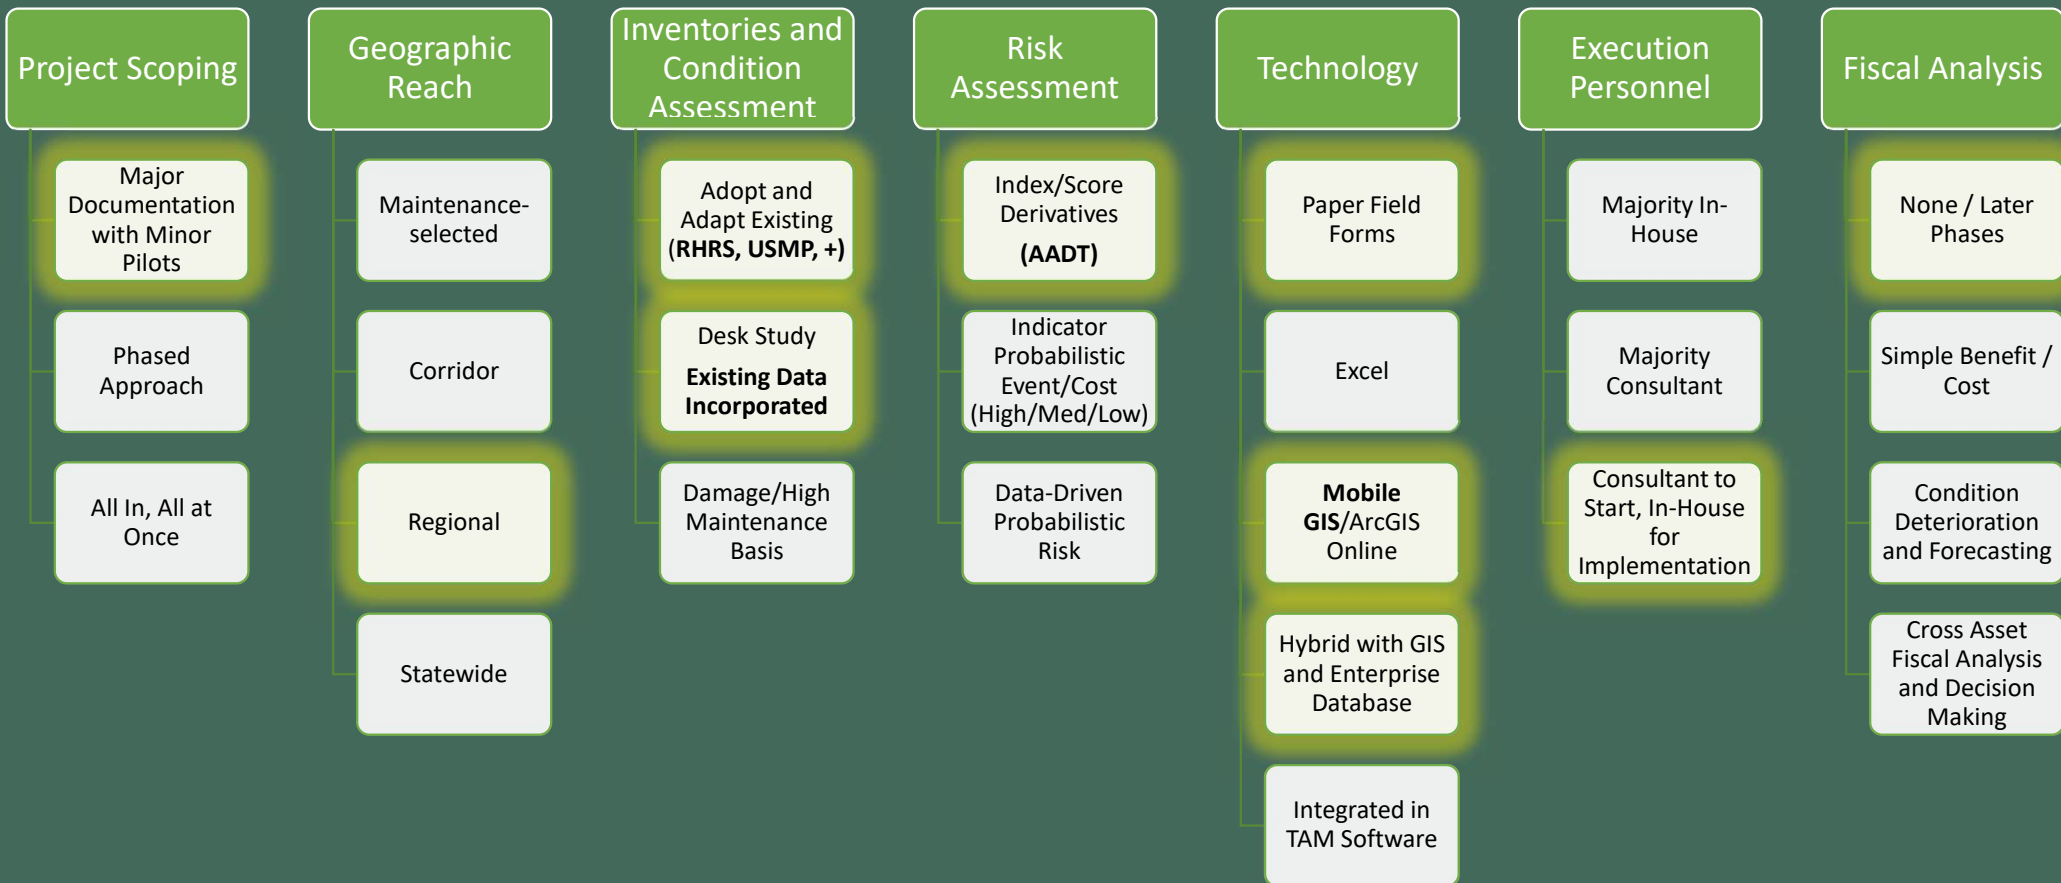 Project Scoping
Major
Documentation
with Minor
Pilots
Phased
Approach
All In, All at
Once
Geographic
Reach
Maintenance-
selected
Corridor
Regional
Statewide
Inventories and
Condition
Assessment
Adopt and
Adapt Existing
(RHRS, USMP, +)
Desk Study
Existing Data
Incorporated
Damage/High
Maintenance
Basis
Risk
Assessment
Index/Score
Derivatives
(AADT)
Indicator
Probabilistic
Event/Cost
(High/Med/Low)
Data-Driven
Probabilistic
Risk
Technology
Paper Field
Forms
Excel
Mobile
GIS/ArcGIS
Online
Hybrid with GIS
and Enterprise
Database
Integrated in
TAM Software
Execution
Personnel
Majority In-
House
Majority
Consultant
Consultant to
Start, In-House
for
Implementation
Fiscal Analysis
None / Later
Phases
Simple Benefit /
Cost
Condition
Deterioration
and Forecasting
Cross Asset
Fiscal Analysis
and Decision
Making